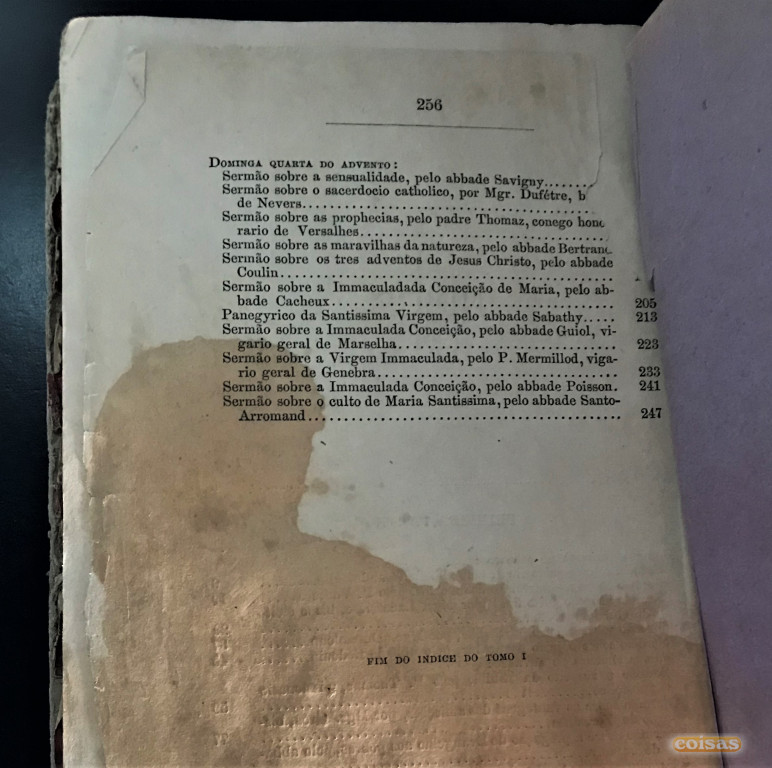 256
DOMINGA QUARTA DO ADVENTO:
Sermão sobre a sensualidade, pelo abbade Savigny........
Sermão sobre o sacerdocio catholico, por Mgr. Dufétre, b
de Nevers................................................
Sermão sobre as prophecias, pelo padre Thomaz, conego hono
rario de Versalhes........................................
Sermão sobre as maravilhas da natureza, pelo abbade Bertrand
Sermão sobre os tres adventos de Jesus Christo, pelo abbade
Coulin....................................................
Sermão sobre a Immaculadada Conceição de Maria, pelo ab-
bade Cacheux.......................................... 205
Panegyrico da Santissima Virgem, pelo abbade Sabathy..... 213
Sermão sobre a Immaculada Conceição, pelo abbade Guiol, vi-
gario geral de Marselha................................ 223
Sermão sobre a Virgem Immaculada, pelo P. Mermillod, viga-
rio geral de Genebra................................... 233
Sermão sobre a Immaculada Conceição, pelo abbade Poisson. 241
Sermão sobre o culto de Maria Santissima, pelo abbade Santo-
Arromand............................................... 247
FIM DO INDICE DO TOMO I
coisas